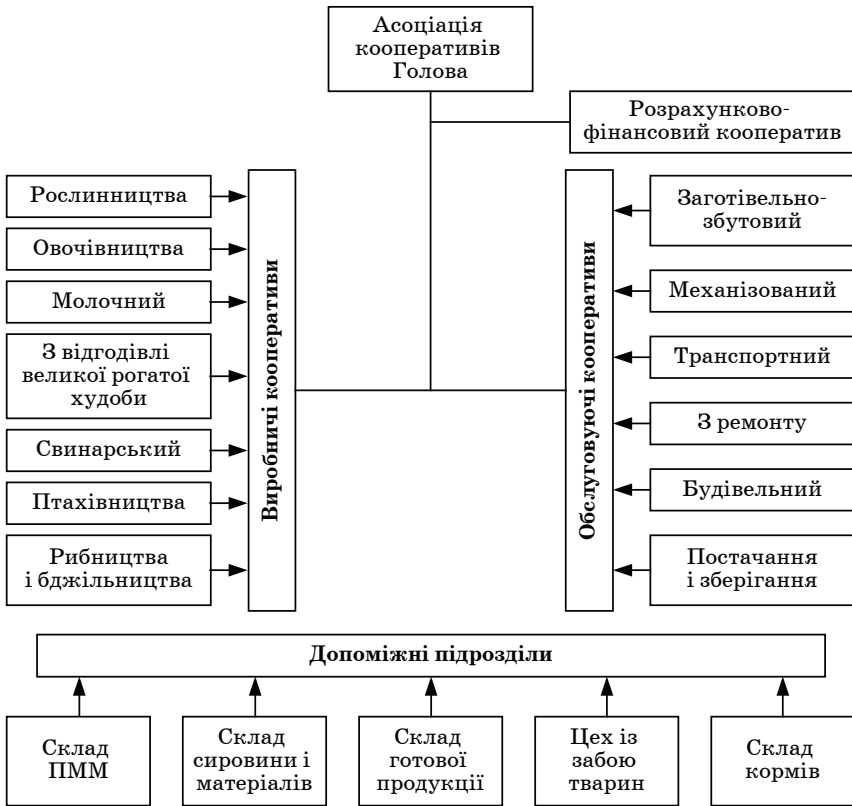 Асоціація
кооперативів
Голова
Розрахунково-
фінансовий кооператив
Рослинництва
Овочівництва
Молочний
З відгодівлі
великої рогатої
худоби
Свинарський
Птахівництва
Рибництва
і бджільництва
Виробничі кооперативи
Обслуговуючі кооперативи
Заготівельно-
збутовий
Механізований
Транспортний
З ремонту
Будівельний
Постачання
і зберігання
Допоміжні підрозділи
Склад
ПММ
Склад
сировини і
матеріалів
Склад
готової
продукції
Цех із
забою
тварин
Склад
кормів